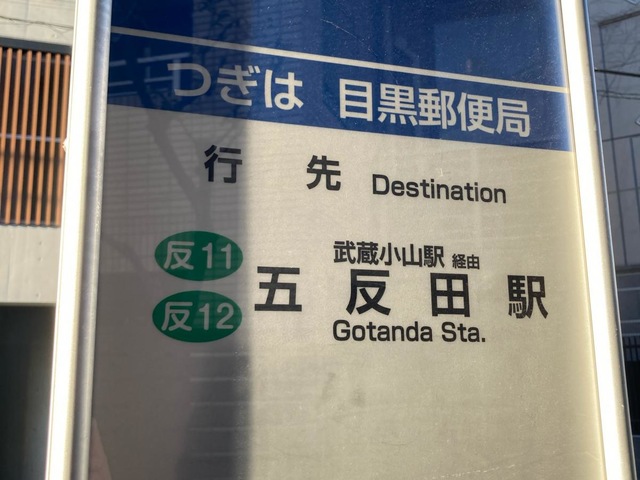 つぎは 目黒郵便局
行先 Destination
反11
反12
武蔵小山駅 経由
五反田駅
Gotanda Sta.